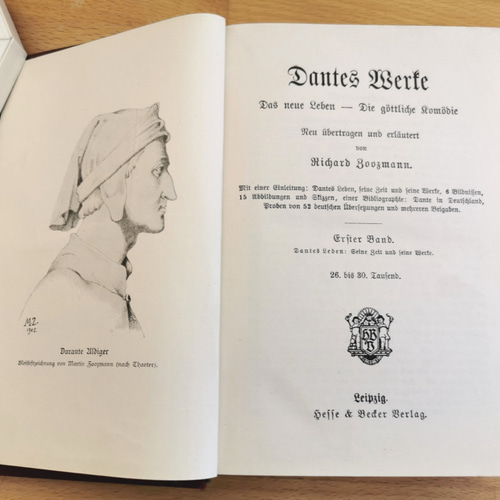 M.Z.
Durante Aldiger
Bleistiftzeichnung von Martin Zoozmann (nach Thaeter).
Dantes Werke
Das neue Leben — Die göttliche Komödie
Neu übertragen und erläutert
von
Richard Zoozmann.
Mit einer Einleitung: Dantes Leben, seine Zeit und seine Werke, 6 Bildnissen,
15 Abbildungen und Skizzen, einer Bibliographie: Dante in Deutschland,
Proben von 52 deutschen Übersetzungen und mehreren Beigaben.
Erster Band.
Dantes Leben: Seine Zeit und seine Werke.
26. bis 30. Tausend.
HB
V
Leipzig.
Hesse & Becker Verlag.